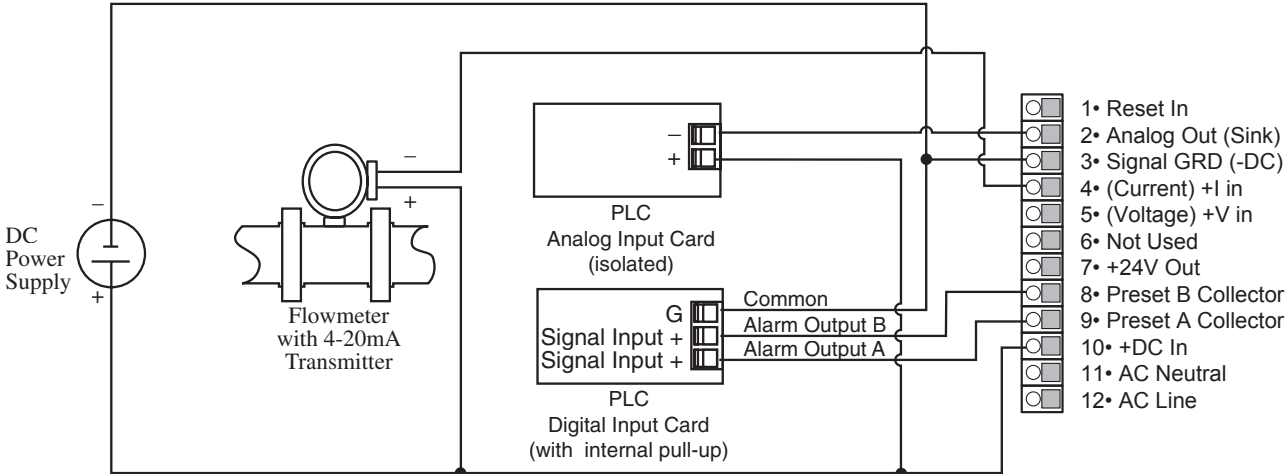 −
DC
Power
Supply
+
−
+
Flowmeter
with 4-20mA
Transmitter
−
+
PLC
Analog Input Card
(isolated)
G
Signal Input +
Signal Input +
Common
Alarm Output B
Alarm Output A
PLC
Digital Input Card
(with internal pull-up)
1• Reset In
2• Analog Out (Sink)
3• Signal GRD (-DC)
4• (Current) +I in
5• (Voltage) +V in
6• Not Used
7• +24V Out
8• Preset B Collector
9• Preset A Collector
10• +DC In
11• AC Neutral
12• AC Line